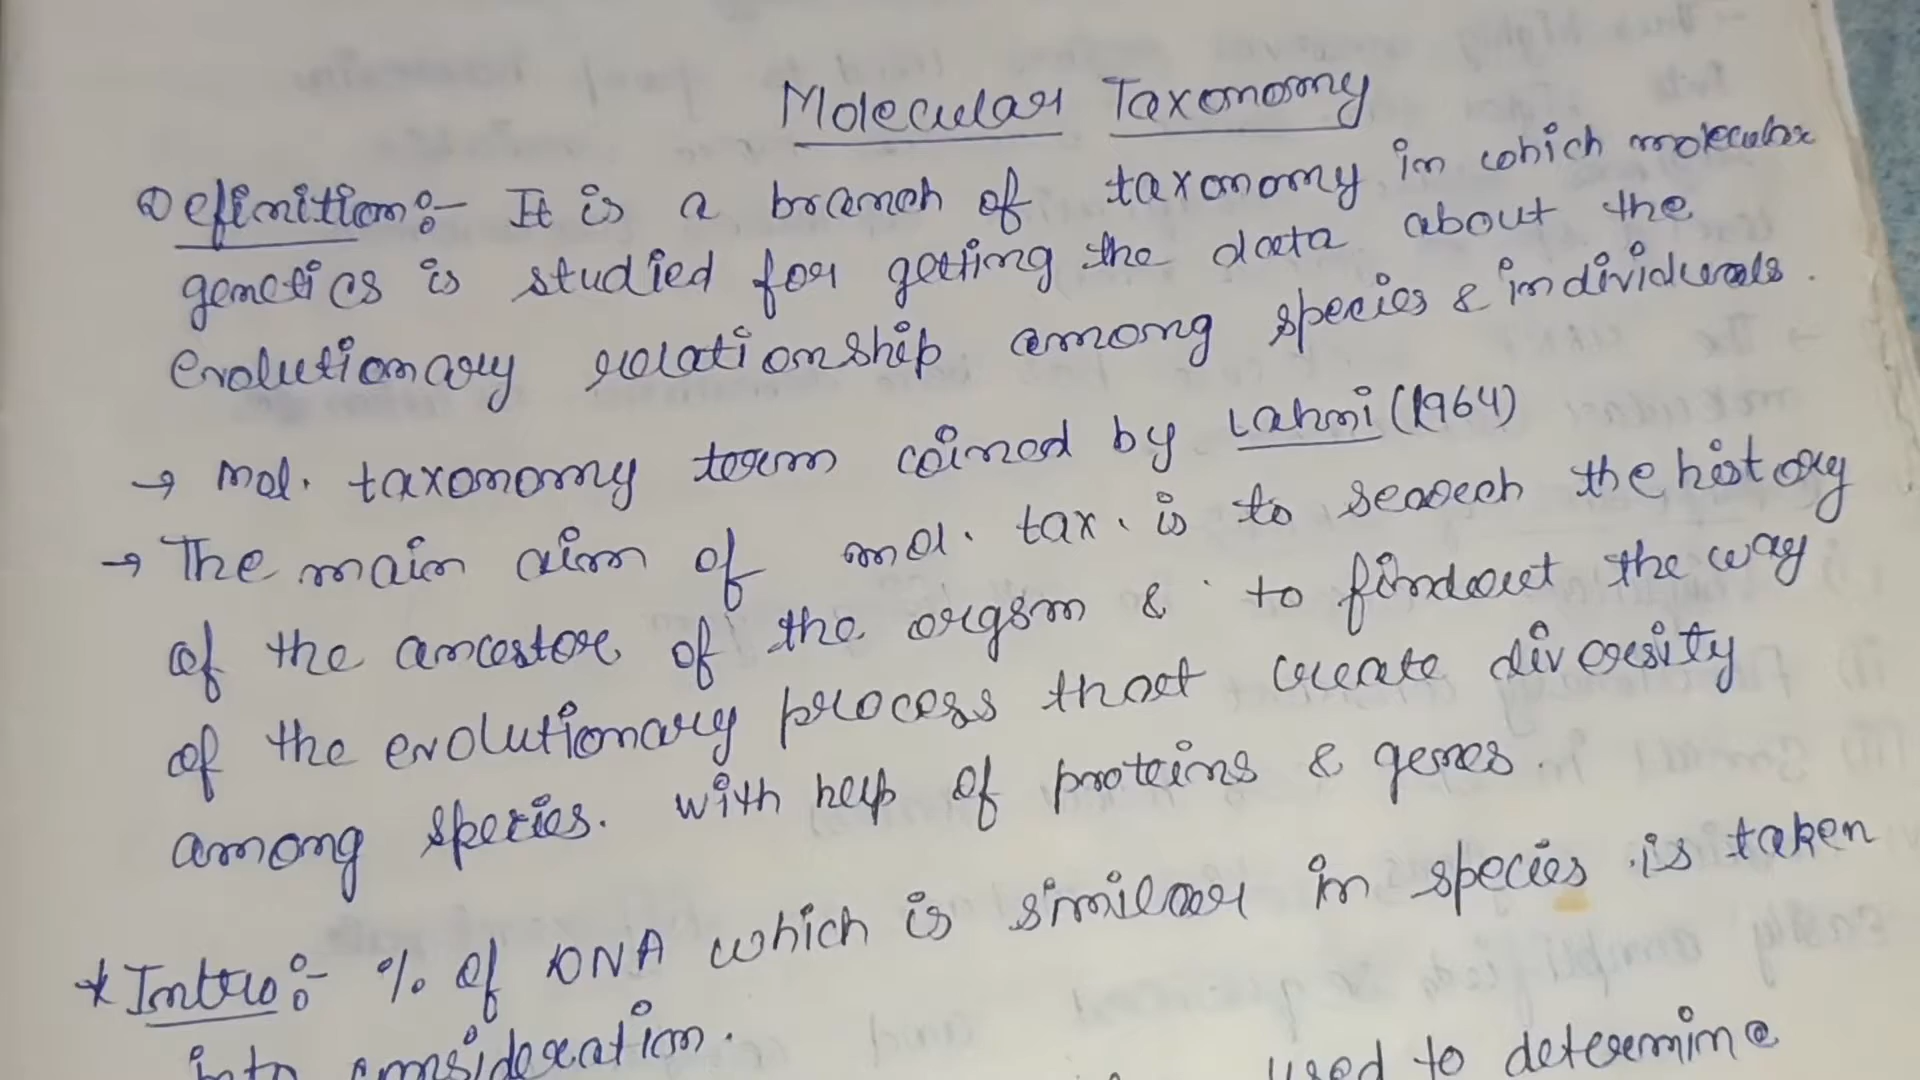 Molecular Taxonomy
Definition:- It is a branch of taxonomy in which molecular
genetics is studied for getting the data about the
evolutionary relationship among species & individuals.
→ mol. taxonomy term coined by Lahni (1964)
→ The main aim of mol. tax. is to search the history
of the ancestor of the orgsm & to findout the way
of the evolutionary process that create diversity
among species. with help of proteins & genes.
* Intro:- % of DNA which is similar in species is taken
into consideration.
used to determine